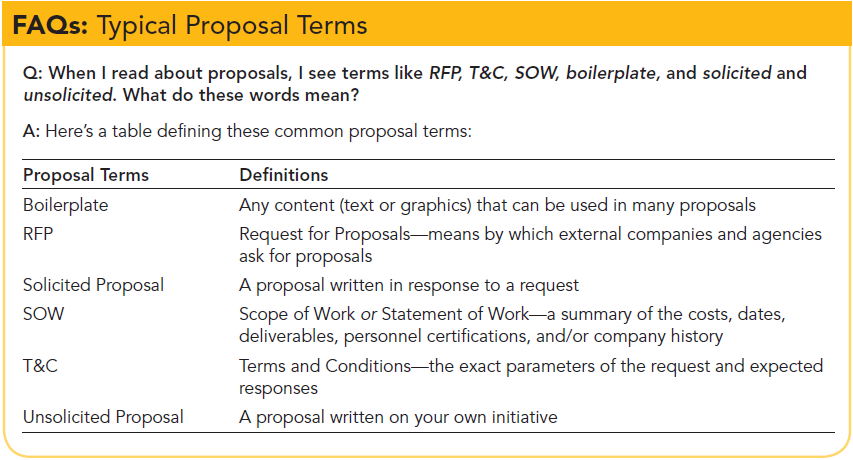 FAQs: Typical Proposal Terms
Q: When I read about proposals, I see terms like RFP, T&C, SOW, boilerplate, and solicited and
unsolicited. What do these words mean?
A: Here’s a table defining these common proposal terms:
Proposal Terms Definitions
Boilerplate Any content (text or graphics) that can be used in many proposals
RFP Request for Proposals—means by which external companies and agencies
ask for proposals
Solicited Proposal A proposal written in response to a request
SOW Scope of Work or Statement of Work—a summary of the costs, dates,
deliverables, personnel certifications, and/or company history
T&C Terms and Conditions—the exact parameters of the request and expected
responses
Unsolicited Proposal A proposal written on your own initiative